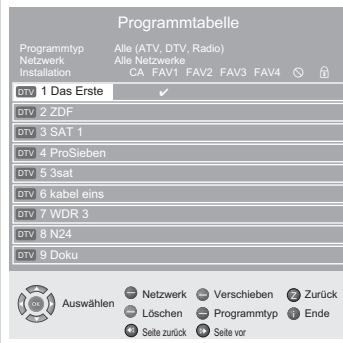 Programmtabelle
Programmtyp Alle (ATV, DTV, Radio)
Netzwerk Alle Netzwerke
Installation CA FAV1 FAV2 FAV3 FAV4
DTV 1 Das Erste
DTV 2 ZDF
DTV 3 SAT 1
DTV 4 ProSieben
DTV 5 3sat
DTV 6 kabel eins
DTV 7 WDR 3
DTV 8 N24
DTV 9 Doku
OK Auswählen
Netzwerk Verschieben Z Zurück
Löschen Programmtyp i Ende
Seite zurück Seite vor